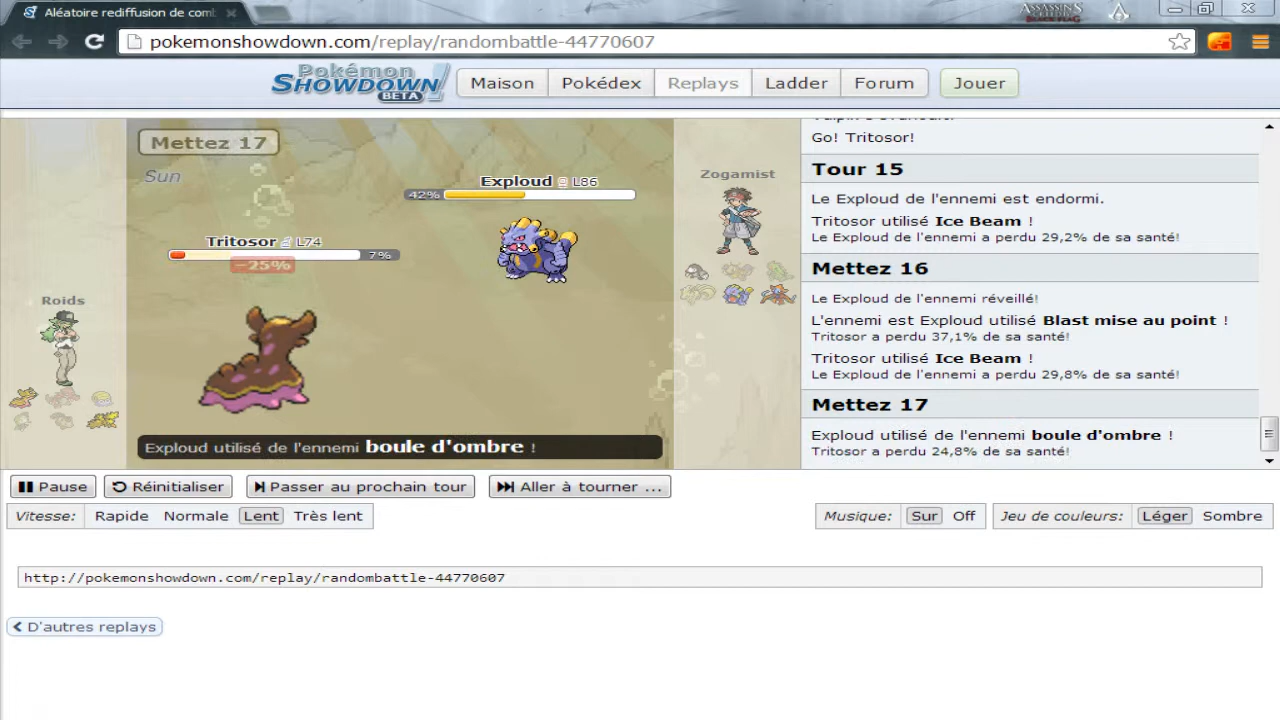 Aléatoire rediffusion de com
ASSASSIN'S
BLACK FLAG
pokemonshowdown.com/replay/randombattle-44770607
Pokémon
SHOWDOWN!
BETA
Maison Pokédex Replays Ladder Forum Jouer
Mettez 17
Sun
Exploud L86
42%
Tritosor L74
7%
-25%
Roids
Zogamist
Exploud utilisé de l'ennemi boule d'ombre !
Go! Tritosor!
Tour 15
Le Exploud de l'ennemi est endormi.
Tritosor utilisé Ice Beam !
Le Exploud de l'ennemi a perdu 29,2% de sa santé!
Mettez 16
Le Exploud de l'ennemi réveillé!
L'ennemi est Exploud utilisé Blast mise au point !
Tritosor a perdu 37,1% de sa santé!
Tritosor utilisé Ice Beam !
Le Exploud de l'ennemi a perdu 29,8% de sa santé!
Mettez 17
Exploud utilisé de l'ennemi boule d'ombre !
Tritosor a perdu 24,8% de sa santé!
Pause Réinitialiser Passer au prochain tour Aller à tourner ...
Vitesse: Rapide Normale Lent Très lent
Musique: Sur Off Jeu de couleurs: Léger Sombre
http://pokemonshowdown.com/replay/randombattle-44770607
D'autres replays